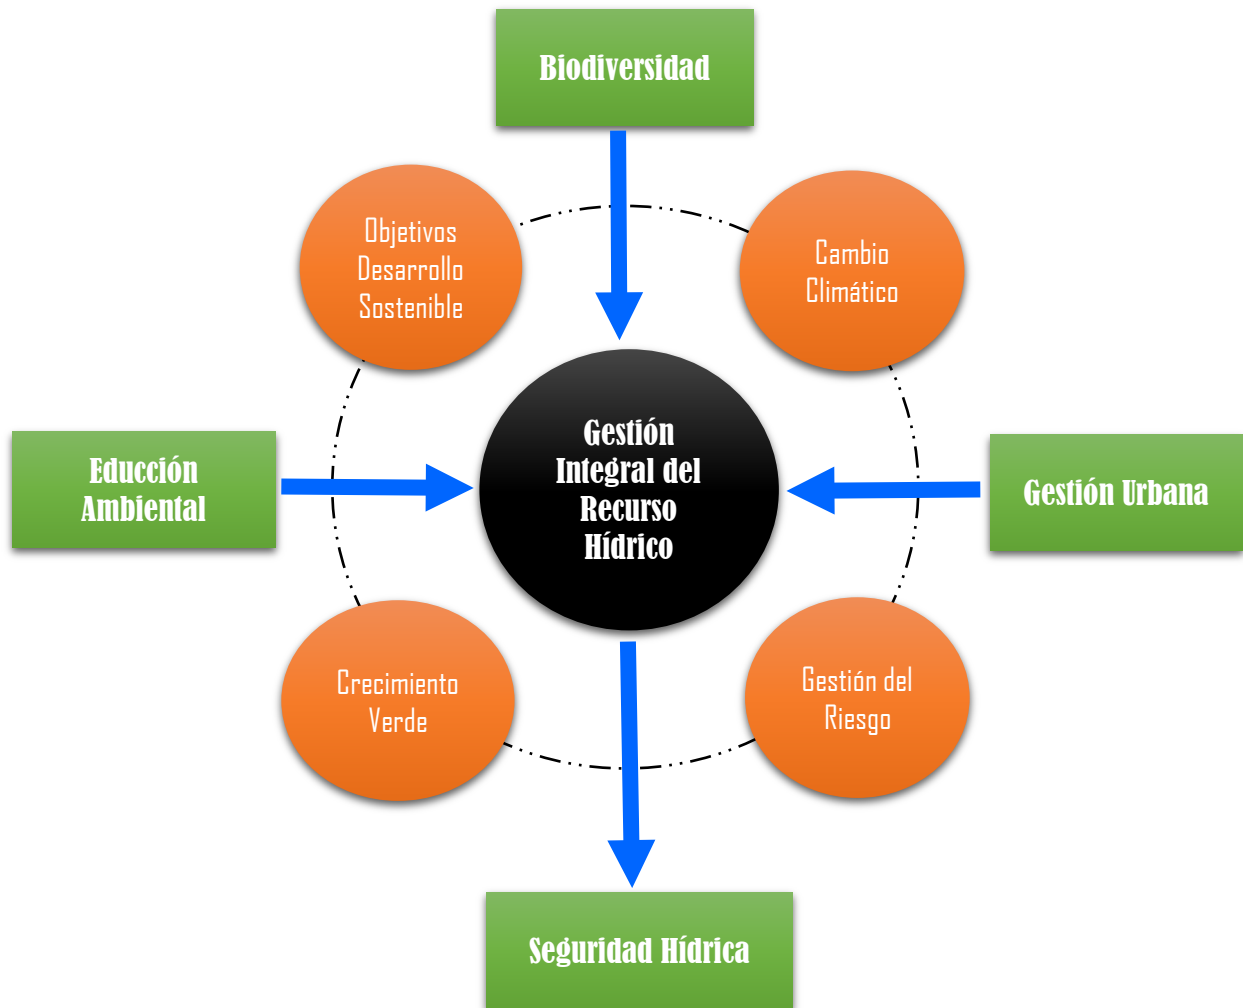 Biodiversidad
Objetivos
Desarrollo
Sostenible
Cambio
Climático
Educción
Ambiental
Gestión
Integral del
Recurso
Hídrico
Gestión Urbana
Crecimiento
Verde
Gestión del
Riesgo
Seguridad Hídrica